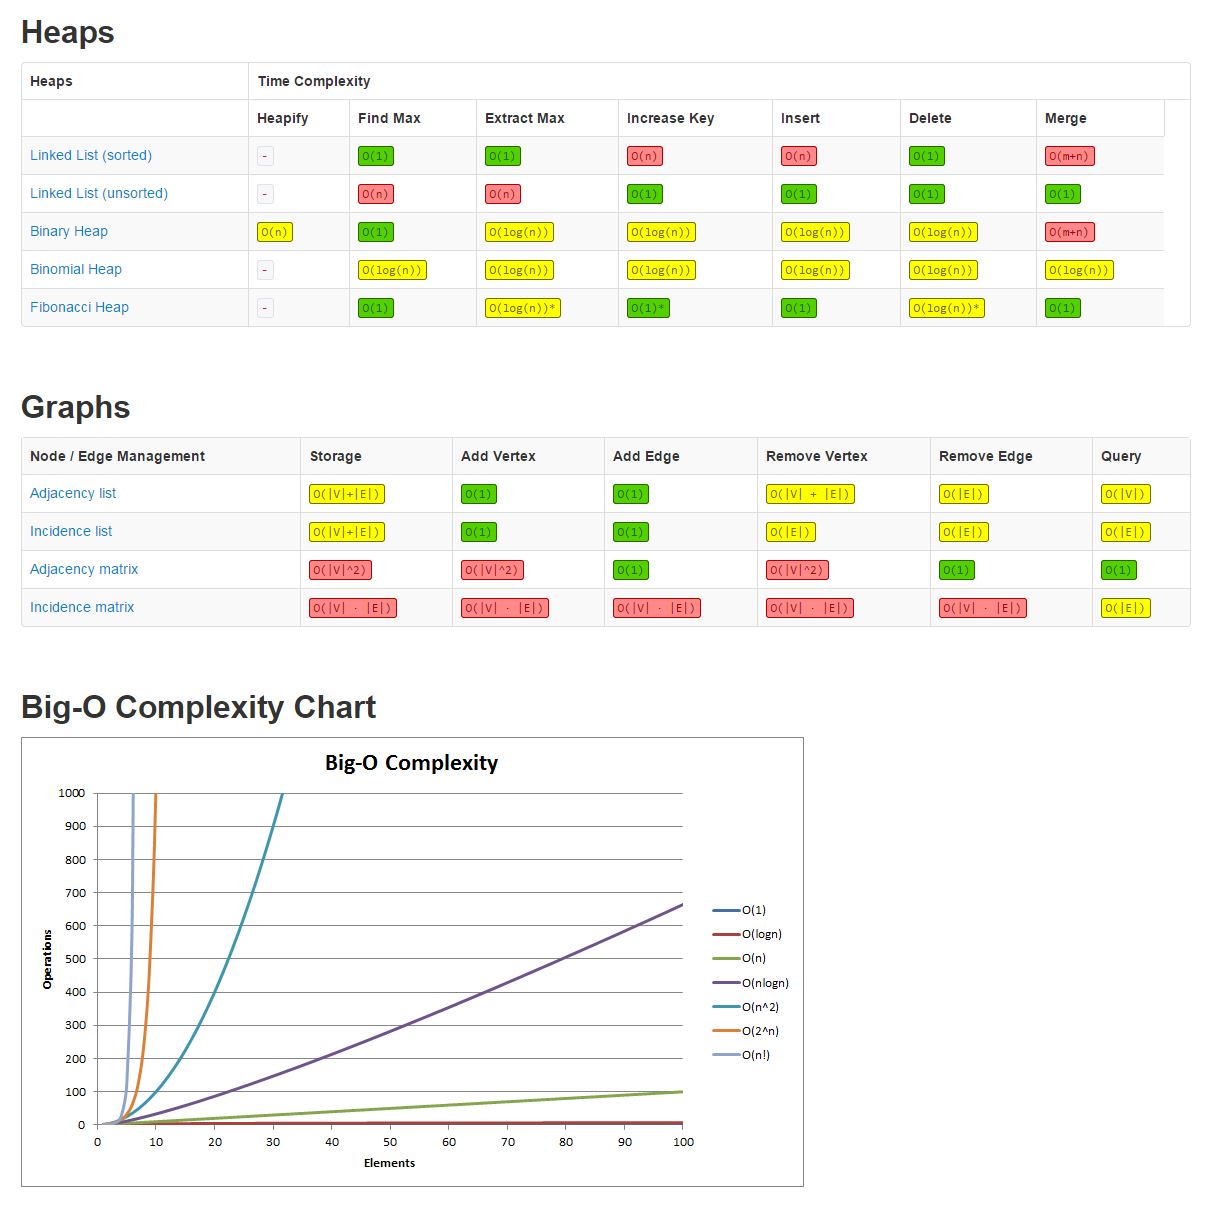 Heaps
Heaps Time Complexity
Heapify Find Max Extract Max Increase Key Insert Delete Merge
Linked List (sorted) - O(1) O(1) O(n) O(n) O(1) O(m+n)
Linked List (unsorted) - O(n) O(n) O(1) O(1) O(1) O(1)
Binary Heap O(n) O(1) O(log(n)) O(log(n)) O(log(n)) O(log(n)) O(m+n)
Binomial Heap - O(log(n)) O(log(n)) O(log(n)) O(log(n)) O(log(n)) O(log(n))
Fibonacci Heap - O(1) O(log(n))* O(1)* O(1) O(log(n))* O(1)
Graphs
Node / Edge Management Storage Add Vertex Add Edge Remove Vertex Remove Edge Query
Adjacency list O(|V|+|E|) O(1) O(1) O(|V| + |E|) O(|E|) O(|V|)
Incidence list O(|V|+|E|) O(1) O(1) O(|E|) O(|E|) O(|E|)
Adjacency matrix O(|V|^2) O(|V|^2) O(1) O(|V|^2) O(1) O(1)
Incidence matrix O(|V| · |E|) O(|V| · |E|) O(|V| · |E|) O(|V| · |E|) O(|V| · |E|) O(|E|)
Big-O Complexity Chart
Big-O Complexity
1000
900
800
700
600
500
400
300
200
100
0
Operations
0 10 20 30 40 50 60 70 80 90 100
Elements
O(1)
O(logn)
O(n)
O(nlogn)
O(n^2)
O(2^n)
O(n!)